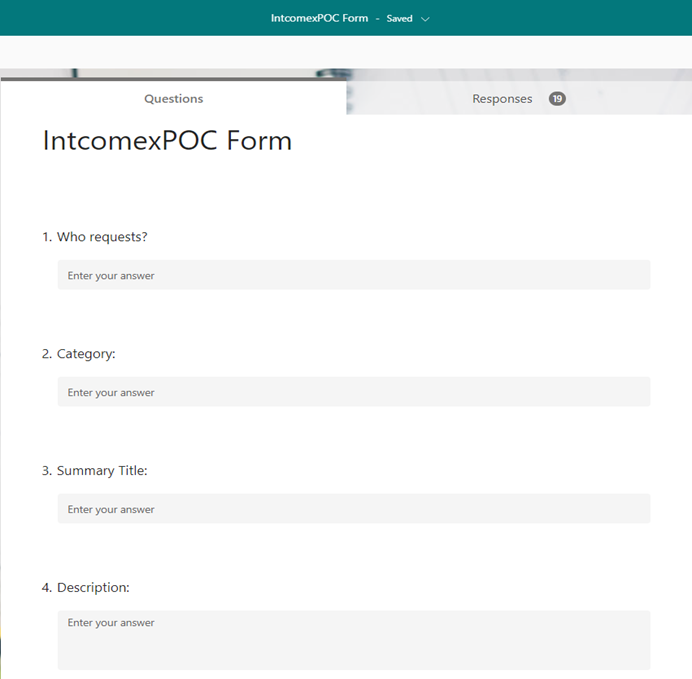 IntcomexPOC Form - Saved
Questions
Responses 19
IntcomexPOC Form
1. Who requests?
Enter your answer
2. Category:
Enter your answer
3. Summary Title:
Enter your answer
4. Description:
Enter your answer